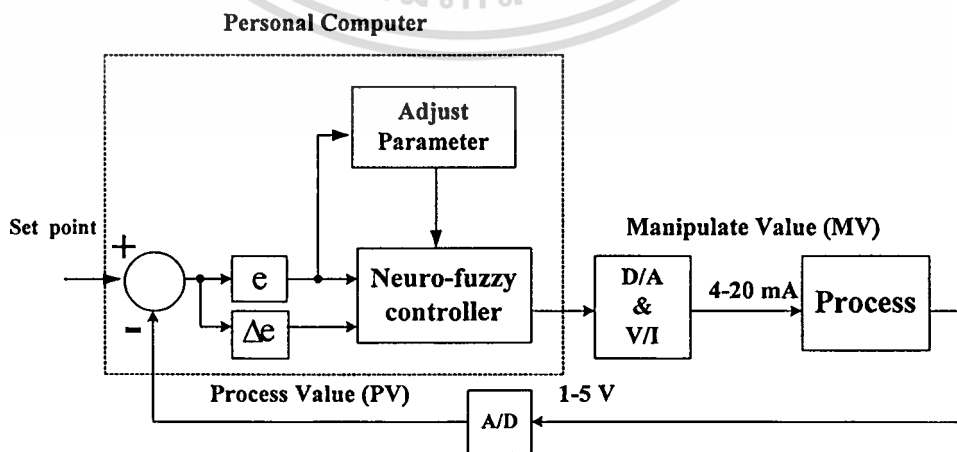 Personal Computer
Adjust
Parameter
Set point
+
-
e
Δe
Neuro-fuzzy
controller
Manipulate Value (MV)
D/A
&
V/I
4-20 mA
Process
Process Value (PV)
1-5 V
A/D